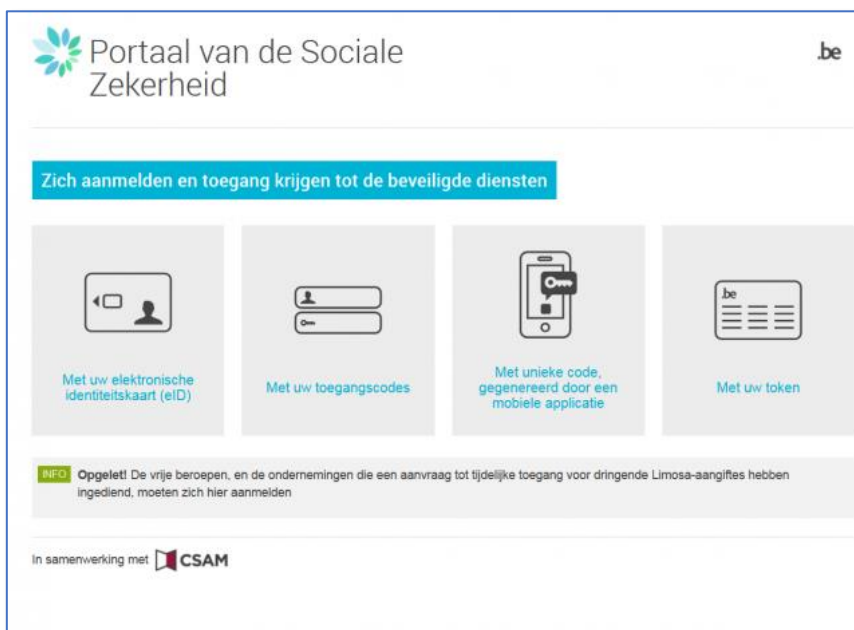 Portaal van de Sociale
Zekerheid
.be
Zich aanmelden en toegang krijgen tot de beveiligde diensten
.be
Met uw elektronische
identiteitskaart (eID)
Met uw toegangscodes
Met unieke code,
gegenereerd door een
mobiele applicatie
Met uw token
INFO Opgelet! De vrije beroepen, en de ondernemingen die een aanvraag tot tijdelijke toegang voor dringende Limosa-aangiftes hebben
ingediend, moeten zich hier aanmelden
In samenwerking met CSAM